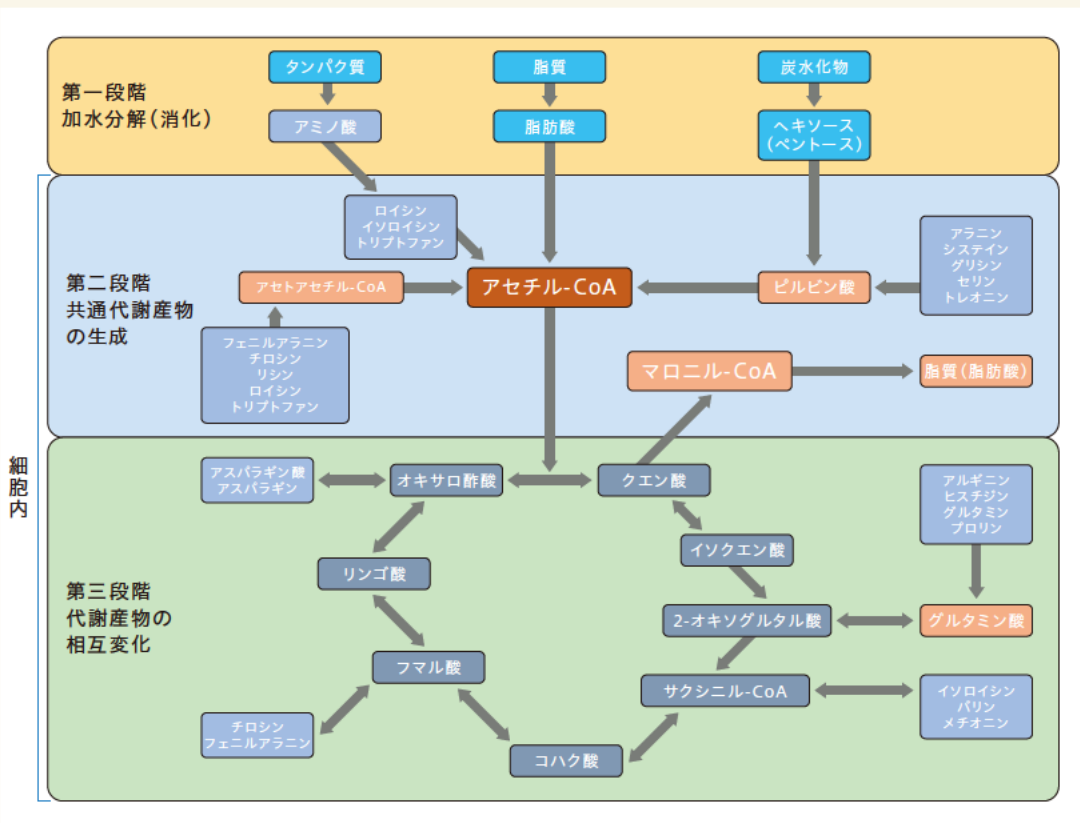 タンパク質
脂質
炭水化物
第一段階
加水分解(消化)
アミノ酸
脂肪酸
ヘキソース
(ペントース)
ロイシン
イソロイシン
トリプトファン
アラニン
システイン
グリシン
セリン
トレオニン
第二段階
共通代謝産物
の生成
アセトアセチル-CoA
アセチル-CoA
ピルビン酸
フェニルアラニン
チロシン
リシン
ロイシン
トリプトファン
マロニル-CoA
脂質(脂肪酸)
細胞内
アスパラギン酸
アスパラギン
オキサロ酢酸
クエン酸
アルギニン
ヒスチジン
グルタミン
プロリン
イソクエン酸
リンゴ酸
第三段階
代謝産物の
相互変化
2-オキソグルタル酸
グルタミン酸
フマル酸
サクシニル-CoA
イソロイシン
バリン
メチオニン
チロシン
フェニルアラニン
コハク酸